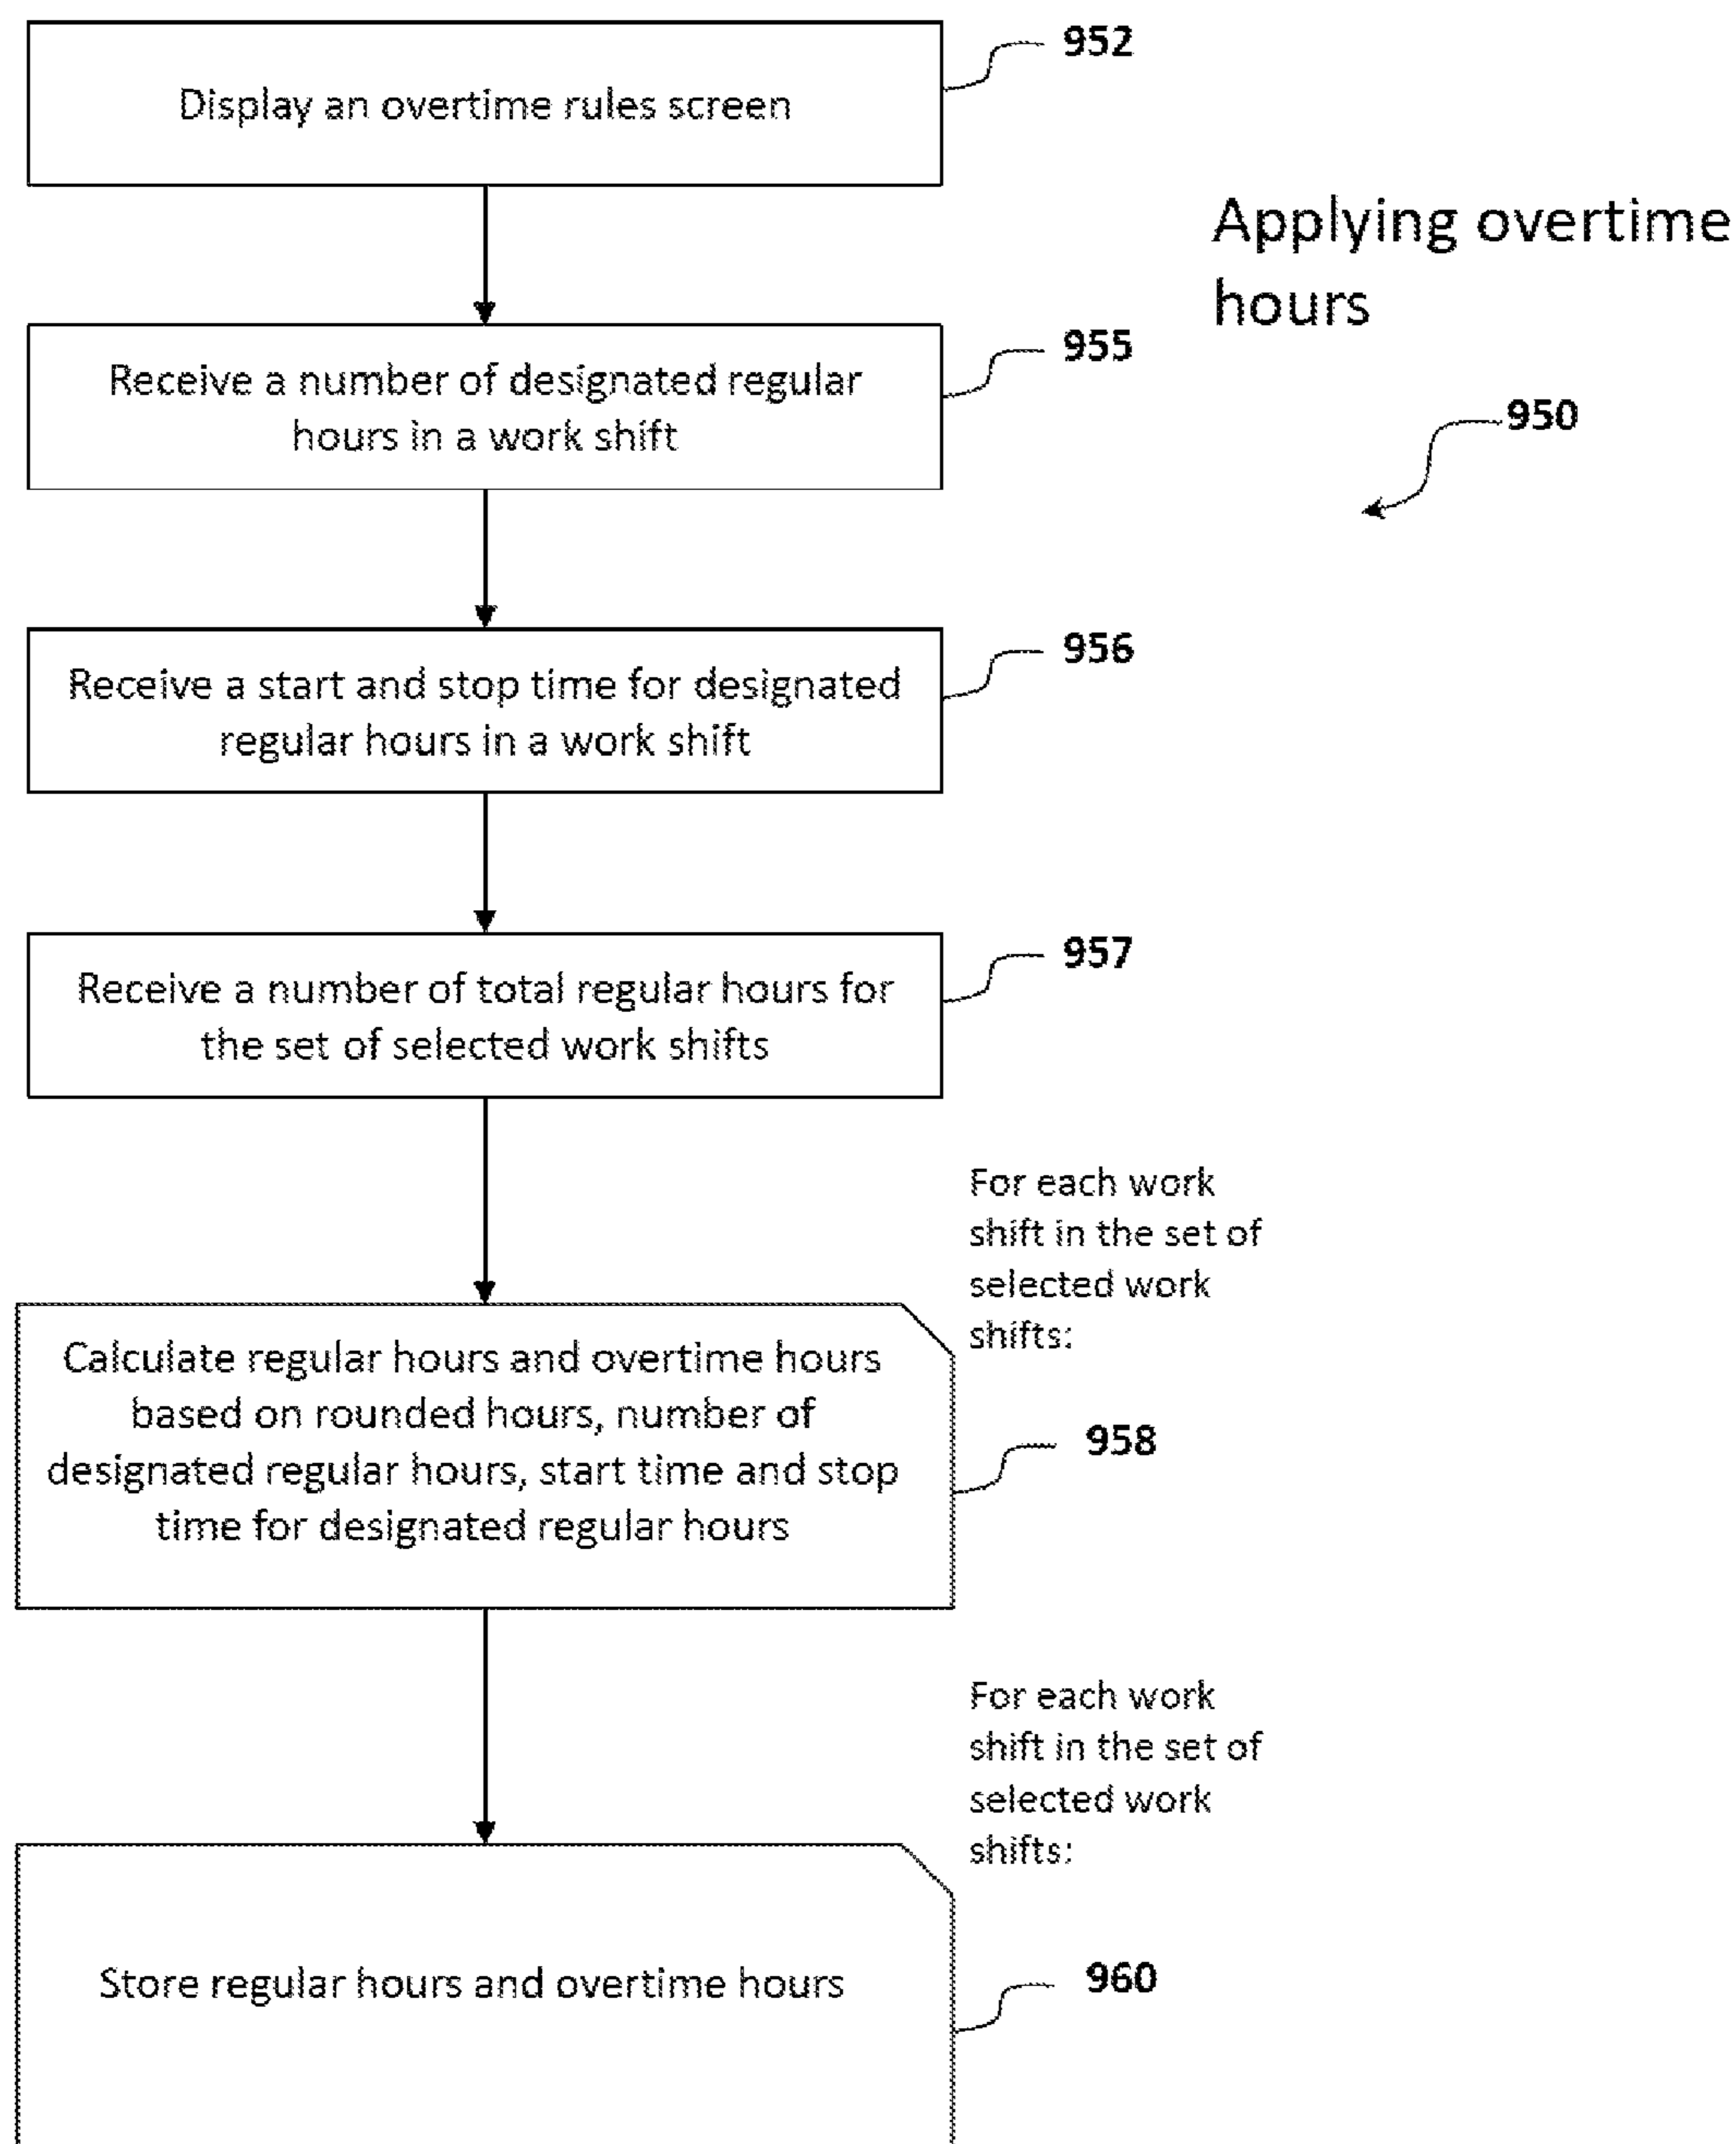 952
Display an overtime rules screen
Applying overtime
hours
955
Receive a number of designated regular
hours in a work shift
950
956
Receive a start and stop time for designated
regular hours in a work shift
957
Receive a number of total regular hours for
the set of selected work shifts
For each work
shift in the set of
selected work
shifts:
Calculate regular hours and overtime hours
based on rounded hours, number of
designated regular hours, start time and stop
time for designated regular hours
958
For each work
shift in the set of
selected work
shifts:
Store regular hours and overtime hours
960